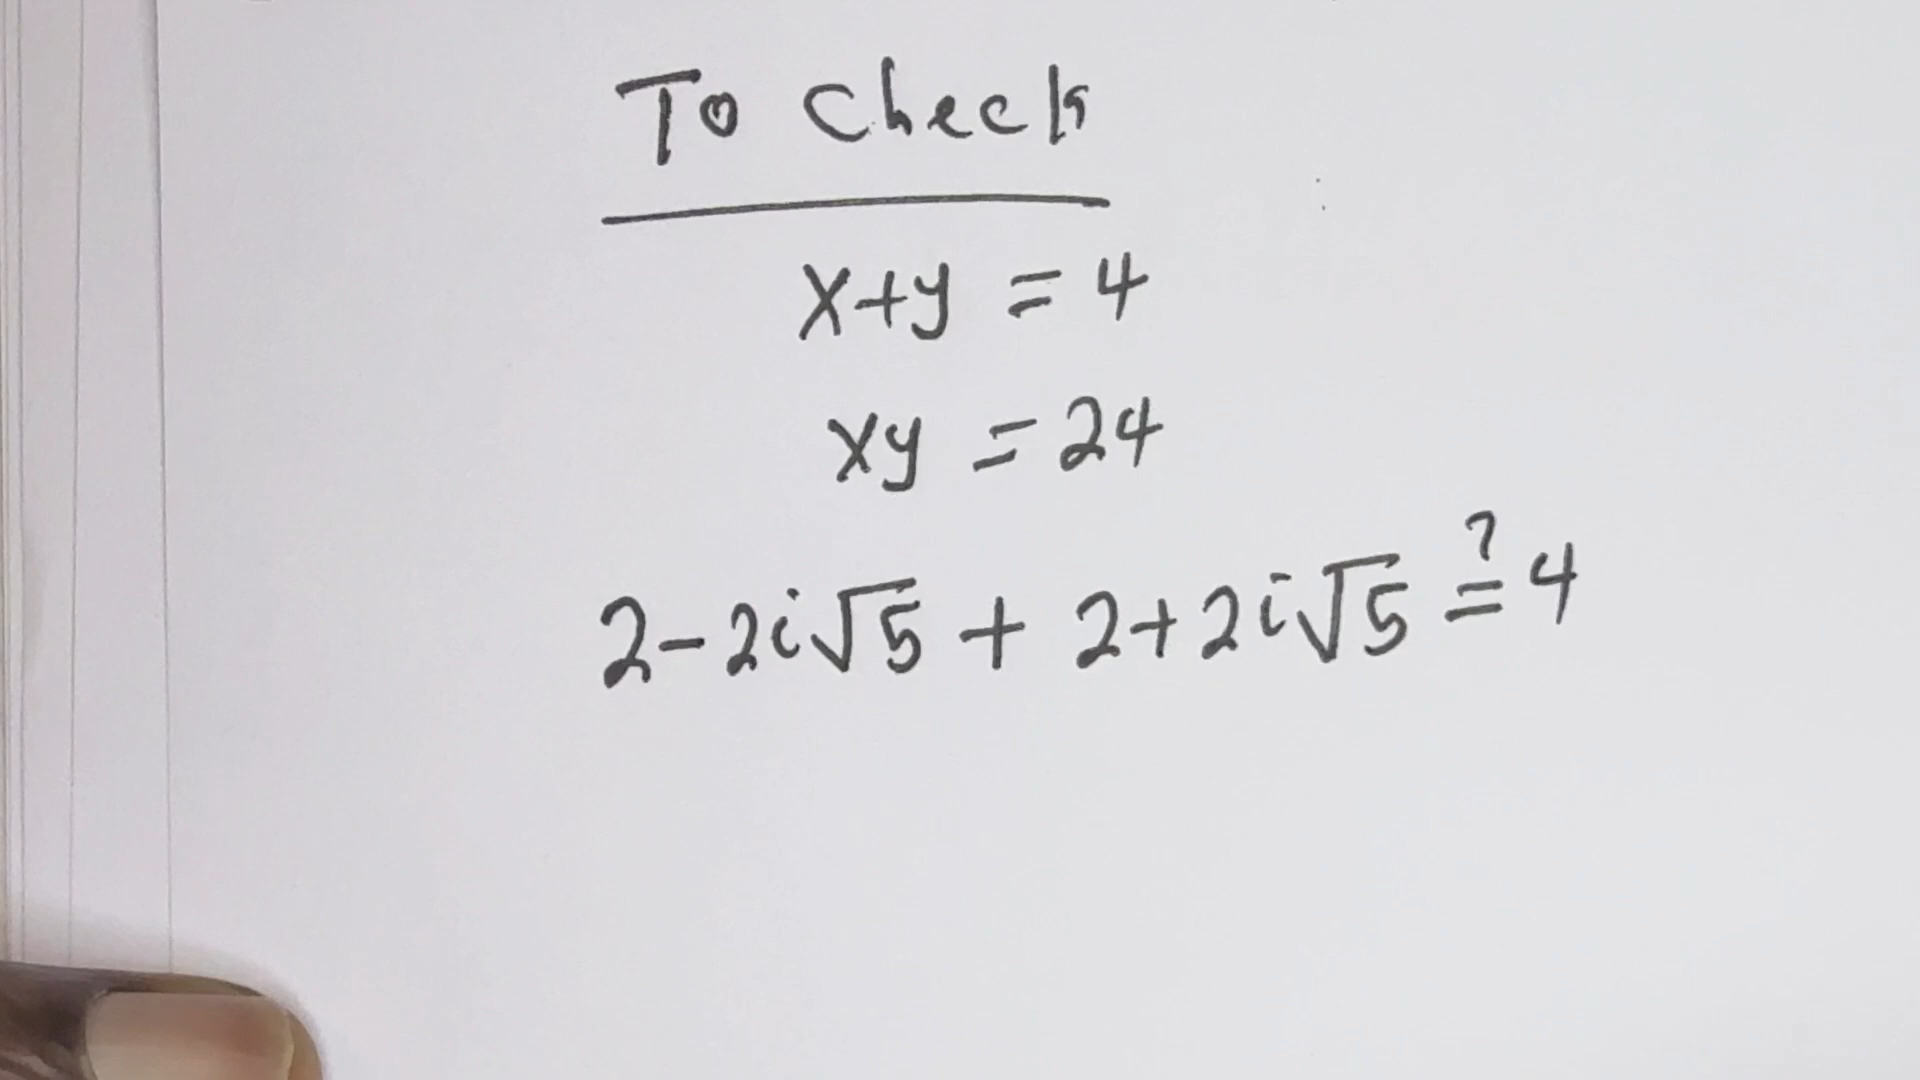 To Check
x+y = 4
xy = 24
2-2i√5 + 2+2i√5 ≟ 4